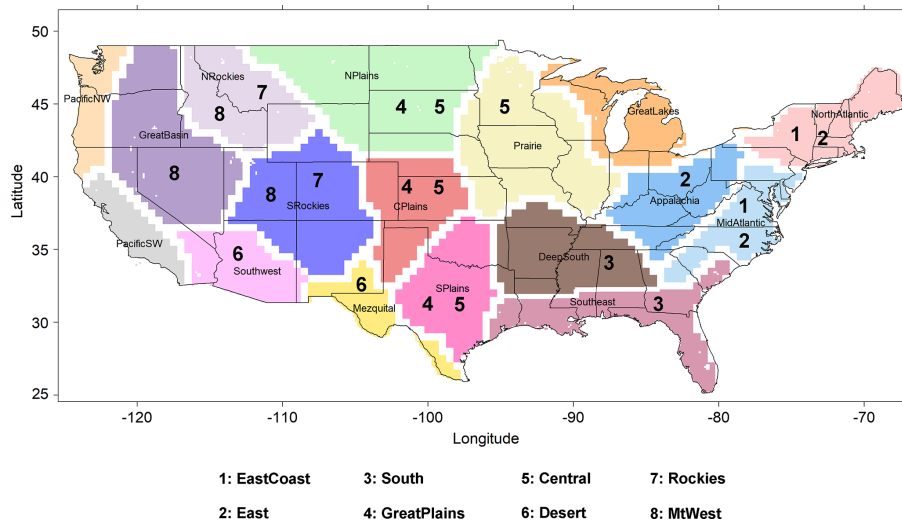 50
45
40
35
30
25
Latitude
PacificNW
NRockies
7
8
NPlains
4 5
5
GreatLakes
NorthAtlantic
1
2
GreatBasin
8
Prairie
8 7
SRockies
4 5
CPlains
2
Appalachia
1
MidAtlantic
2
PacificSW
6
Southwest
DeepSouth
3
6
Mezquital
SPlains
4 5
Southeast
3
-120 -110 -100 -90 -80 -70
Longitude
1: EastCoast 3: South 5: Central 7: Rockies
2: East 4: GreatPlains 6: Desert 8: MtWest